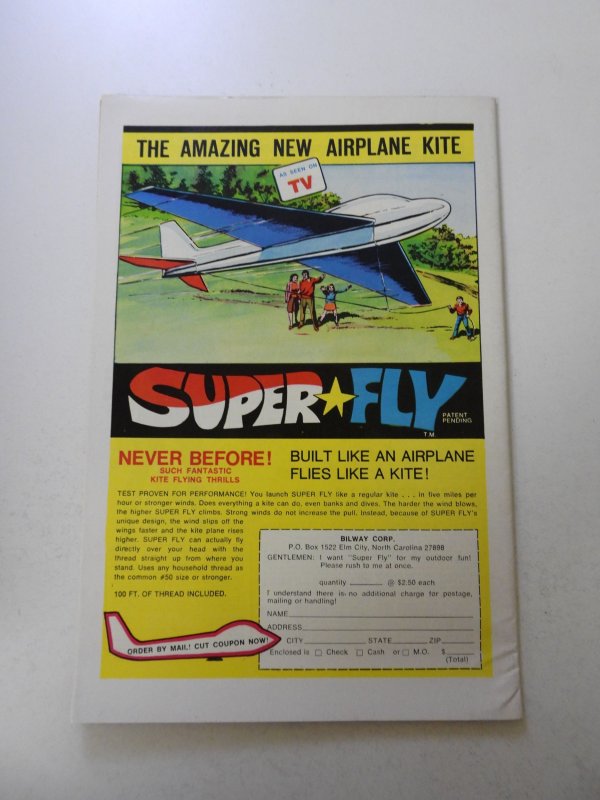 THE AMAZING NEW AIRPLANE KITE
AS SEEN ON
TV
SUPER FLY
PATENT
PENDING
T.M.
NEVER BEFORE!
SUCH FANTASTIC
KITE FLYING THRILLS
BUILT LIKE AN AIRPLANE
FLIES LIKE A KITE!
TEST PROVEN FOR PERFORMANCE! You launch SUPER FLY like a regular kite . . . in five miles per
hour or stronger winds. Does everything a kite can do, even banks and dives. The harder the wind blows,
the higher SUPER FLY climbs. Strong winds do not increase the pull. Instead, because of SUPER FLY's
unique design, the wind slips off the
wings faster and the kite plane rises
higher. SUPER FLY can actually fly
directly over your head with the
thread straight up from where you
stand. Uses any household thread as
the common #50 size or stronger.
100 FT. OF THREAD INCLUDED.
ORDER BY MAIL! CUT COUPON NOW!
BILWAY CORP.
P.O. Box 1522 Elm City, North Carolina 27898
GENTLEMEN: I want "Super Fly" for my outdoor fun!
Please rush to me at once.
quantity ________ @ $2.50 each
I understand there is no additional charge for postage,
mailing or handling!
NAME
ADDRESS
CITY STATE ZIP
Enclosed is □ Check □ Cash or □ M.O. $
(Total)